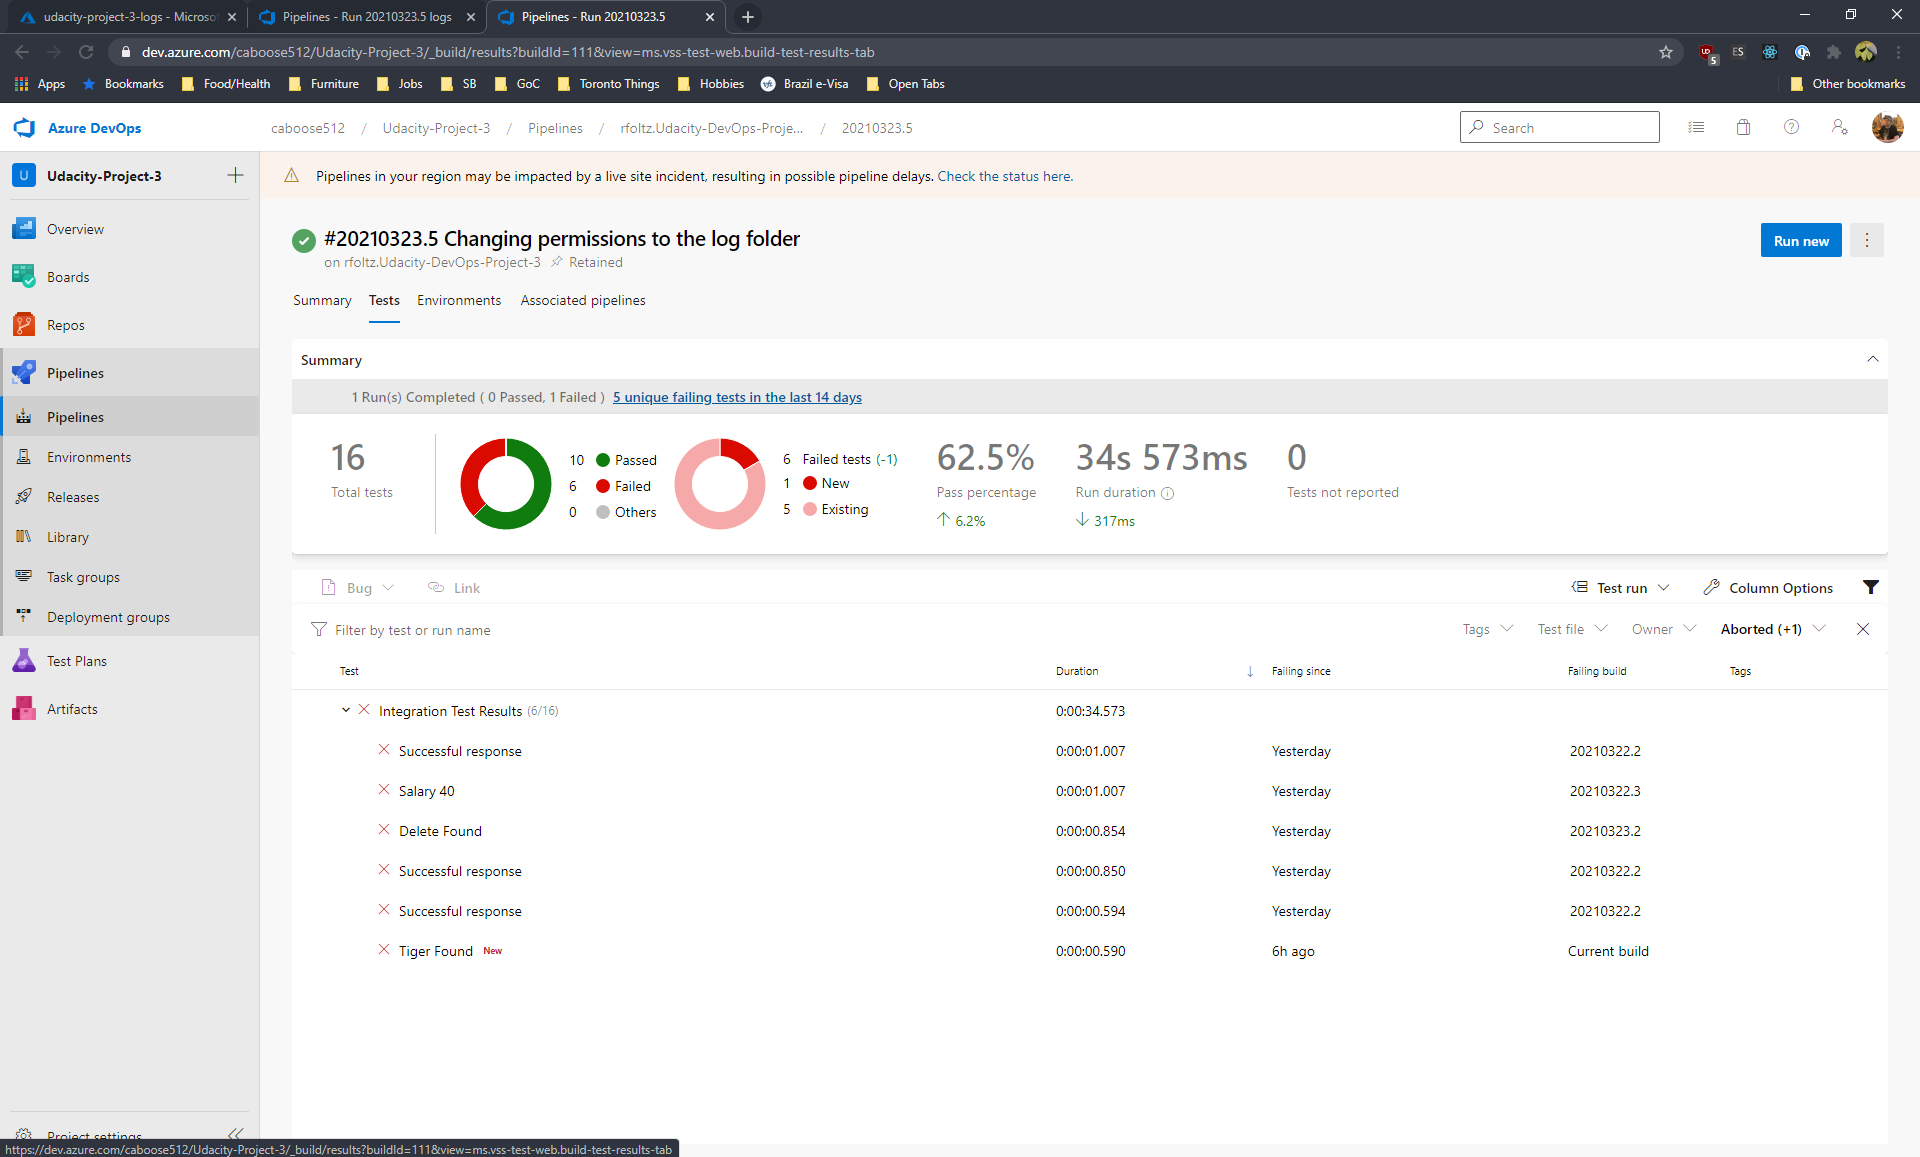 udacity-project-3-logs - Microso
Pipelines - Run 20210323.5 logs
Pipelines - Run 20210323.5
dev.azure.com/caboose512/Udacity-Project-3/_build/results?buildId=111&view=ms.vss-test-web.build-test-results-tab
5
ES
Apps
Bookmarks
Food/Health
Furniture
Jobs
SB
GoC
Toronto Things
Hobbies
Brazil e-Visa
Open Tabs
Other bookmarks
Azure DevOps
caboose512 / Udacity-Project-3 / Pipelines / rfoltz.Udacity-DevOps-Proje... / 20210323.5
Search
U
Udacity-Project-3
Pipelines in your region may be impacted by a live site incident, resulting in possible pipeline delays. Check the status here.
Overview
Boards
Repos
Pipelines
Pipelines
Environments
Releases
Library
Task groups
Deployment groups
Test Plans
Artifacts
Project settings
#20210323.5 Changing permissions to the log folder
on rfoltz.Udacity-DevOps-Project-3 Retained
Run new
Summary Tests Environments Associated pipelines
Summary
1 Run(s) Completed ( 0 Passed, 1 Failed ) 5 unique failing tests in the last 14 days
16
Total tests
10 Passed
6 Failed
0 Others
6 Failed tests (-1)
1 New
5 Existing
62.5%
Pass percentage
6.2%
34s 573ms
Run duration
317ms
0
Tests not reported
Bug
Link
Test run
Column Options
Filter by test or run name
Tags
Test file
Owner
Aborted (+1)
Test Duration Failing since Failing build Tags
Integration Test Results (6/16) 0:00:34.573
Successful response 0:00:01.007 Yesterday 20210322.2
Salary 40 0:00:01.007 Yesterday 20210322.3
Delete Found 0:00:00.854 Yesterday 20210323.2
Successful response 0:00:00.850 Yesterday 20210322.2
Successful response 0:00:00.594 Yesterday 20210322.2
Tiger Found New 0:00:00.590 6h ago Current build
https://dev.azure.com/caboose512/Udacity-Project-3/_build/results?buildId=111&view=ms.vss-test-web.build-test-results-tab